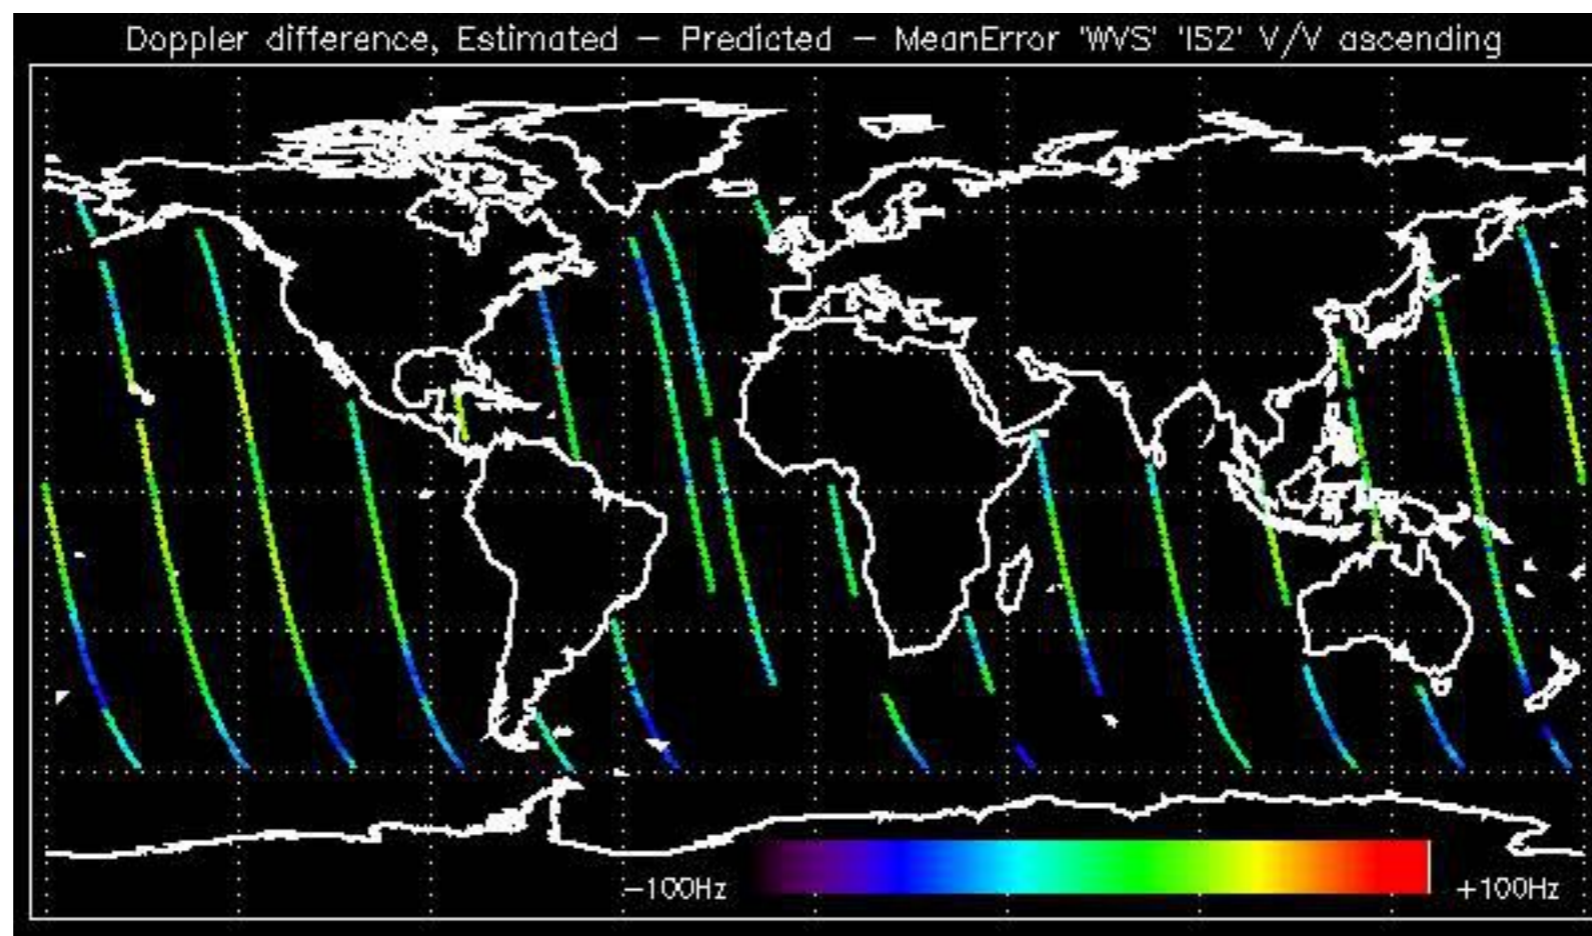 Doppler difference, Estimated – Predicted – MeanError 'WVS' 'IS2' V/V ascending
–100Hz
+100Hz